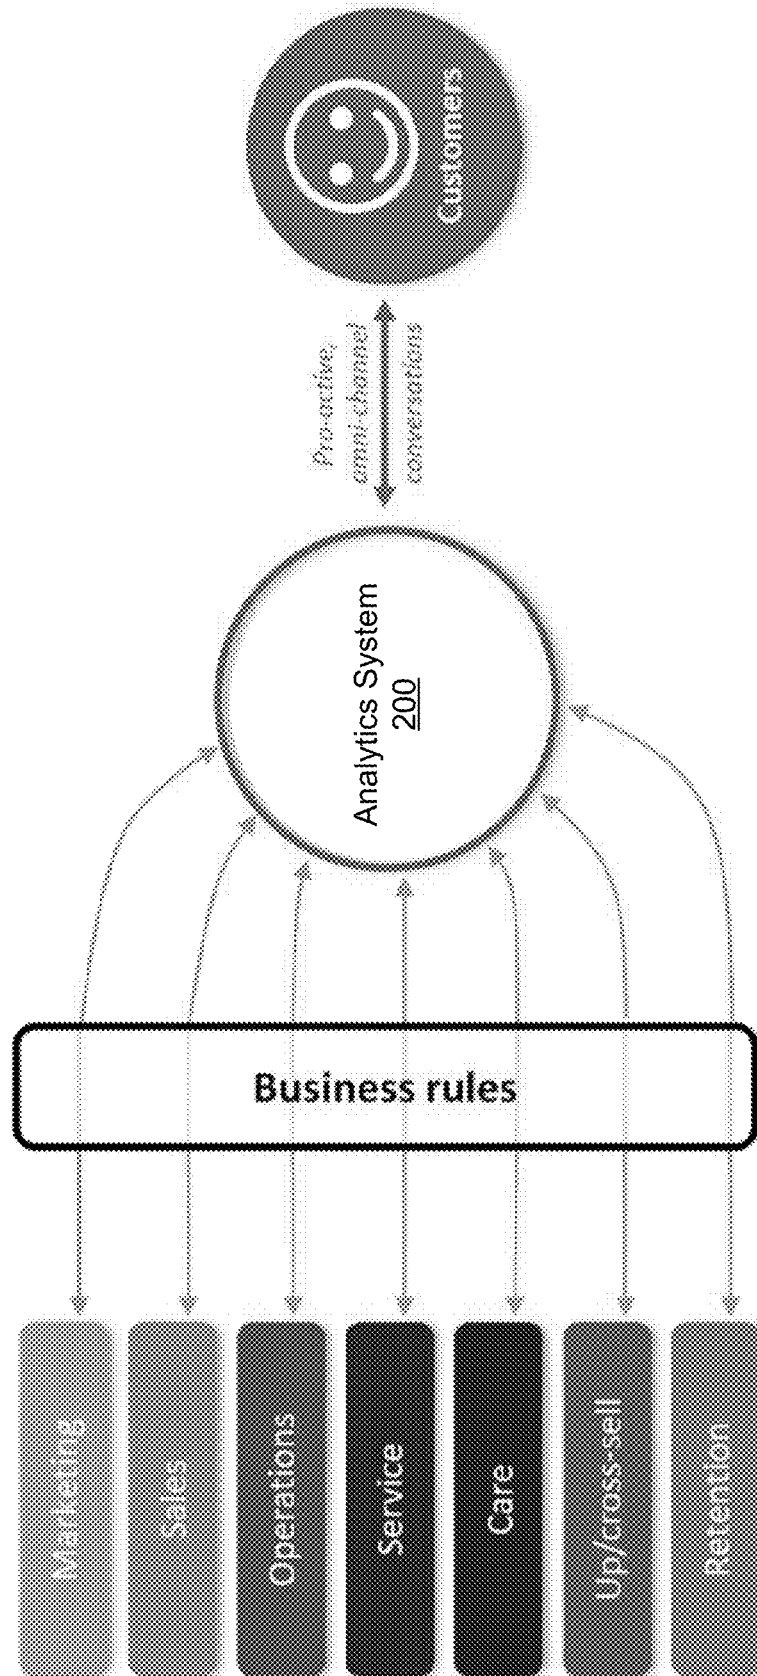 Marketing
Sales
Operations
Service
Care
Up/cross-sell
Retention
Business rules
Analytics System
200
Pro-active,
omni-channel
conversations
Customers